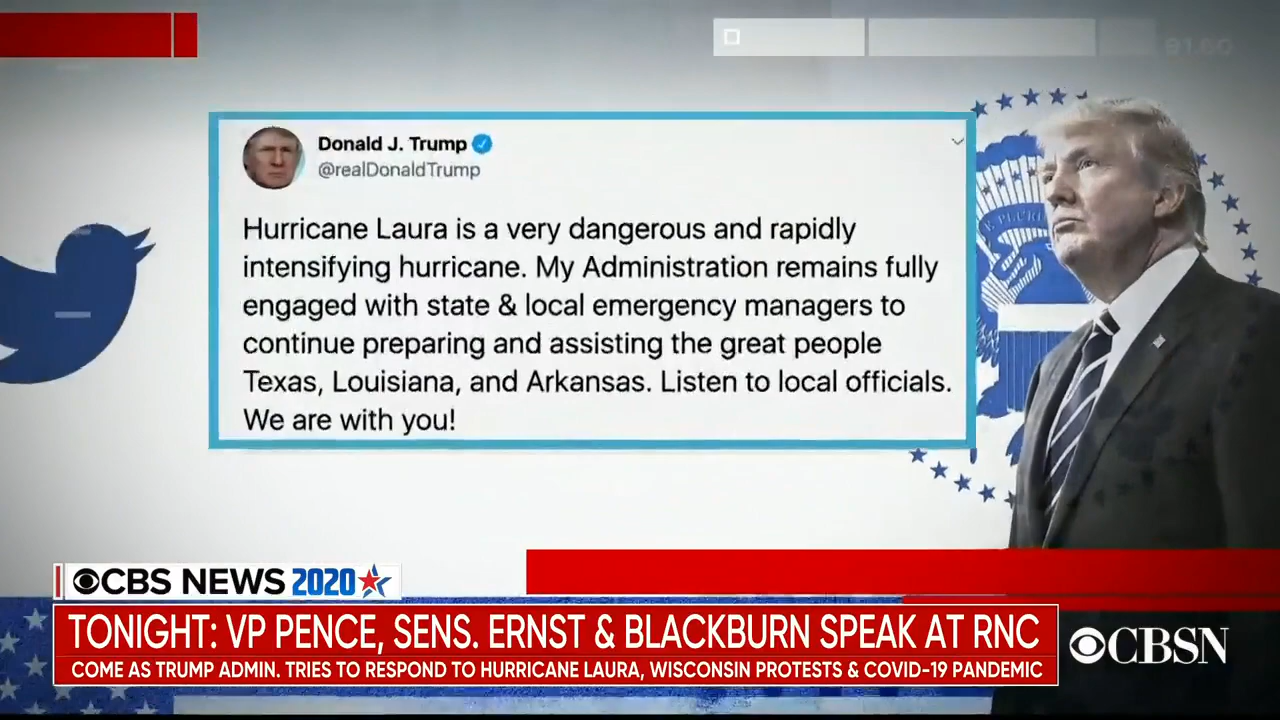 Donald J. Trump
@realDonaldTrump
Hurricane Laura is a very dangerous and rapidly
intensifying hurricane. My Administration remains fully
engaged with state & local emergency managers to
continue preparing and assisting the great people
Texas, Louisiana, and Arkansas. Listen to local officials.
We are with you!
CBS NEWS 2020
TONIGHT: VP PENCE, SENS. ERNST & BLACKBURN SPEAK AT RNC
COME AS TRUMP ADMIN. TRIES TO RESPOND TO HURRICANE LAURA, WISCONSIN PROTESTS & COVID-19 PANDEMIC
CBSN